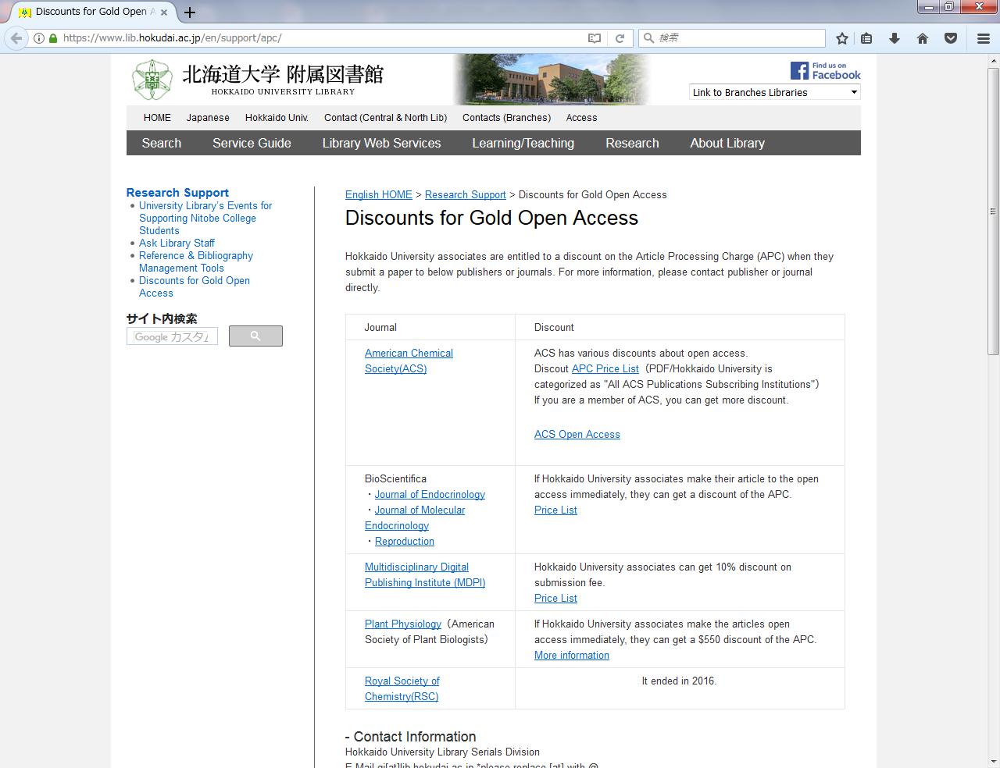 Discounts for Gold Open A
https://www.lib.hokudai.ac.jp/en/support/apc/
検索
北海道大学 附属図書館
HOKKAIDO UNIVERSITY LIBRARY
Find us on
Facebook
Link to Branches Libraries
HOME Japanese Hokkaido Univ. Contact (Central & North Lib) Contacts (Branches) Access
Search Service Guide Library Web Services Learning/Teaching Research About Library
Research Support
University Library's Events for
Supporting Nitobe College
Students
Ask Library Staff
Reference & Bibliography
Management Tools
Discounts for Gold Open
Access
サイト内検索
Google カスタム
English HOME > Research Support > Discounts for Gold Open Access
Discounts for Gold Open Access
Hokkaido University associates are entitled to a discount on the Article Processing Charge (APC) when they
submit a paper to below publishers or journals. For more information, please contact publisher or journal
directly.
Journal Discount
American Chemical
Society(ACS)
ACS has various discounts about open access.
Discout APC Price List（PDF/Hokkaido University is
categorized as "All ACS Publications Subscribing Institutions"）
If you are a member of ACS, you can get more discount.
ACS Open Access
BioScientifica
・Journal of Endocrinology
・Journal of Molecular
Endocrinology
・Reproduction
If Hokkaido University associates make their article to the open
access immediately, they can get a discount of the APC.
Price List
Multidisciplinary Digital
Publishing Institute (MDPI)
Hokkaido University associates can get 10% discount on
submission fee.
Price List
Plant Physiology（American
Society of Plant Biologists）
If Hokkaido University associates make the articles open
access immediately, they can get a $550 discount of the APC.
More information
Royal Society of
Chemistry(RSC)
It ended in 2016.
- Contact Information
Hokkaido University Library Serials Division
E-Mail gi[at]lib.hokudai.ac.jp *please replace [at] with @